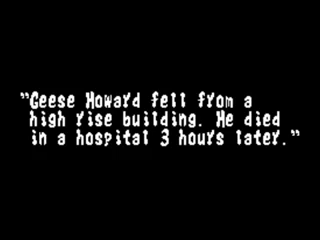 "Geese Howard fell from a
high rise building. He died
in a hospital 3 hours later."